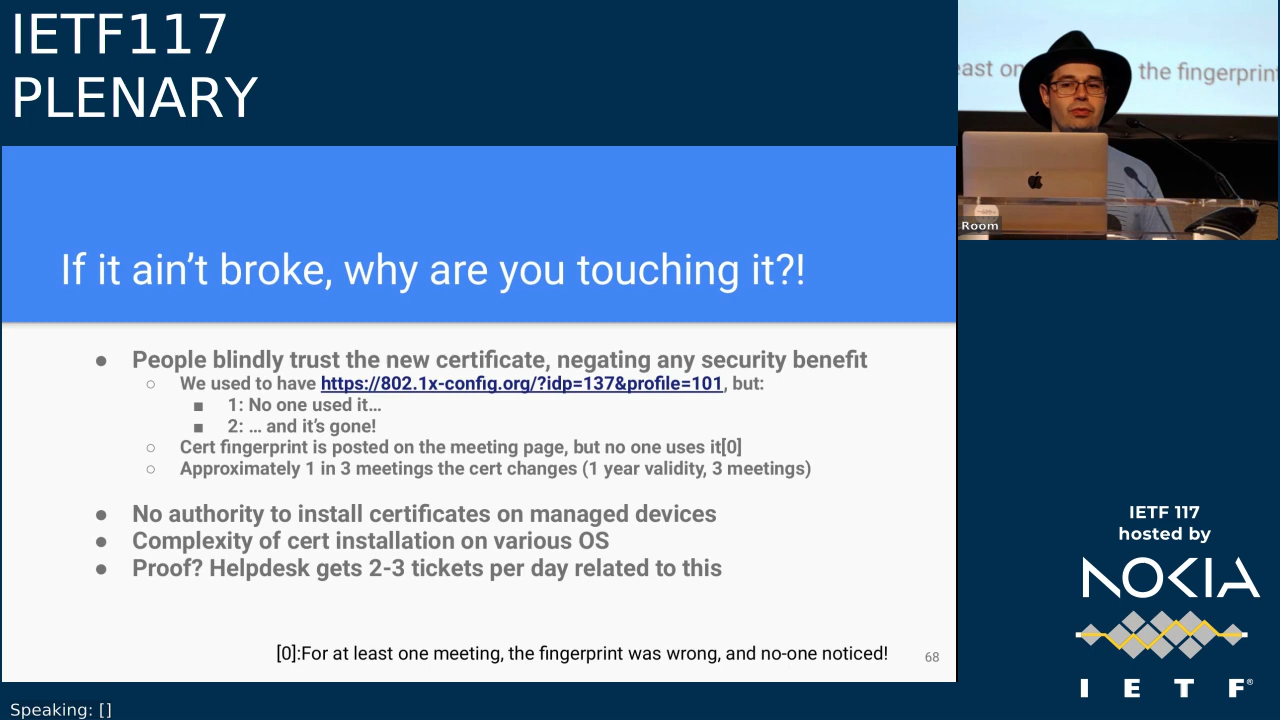 IETF117
PLENARY
east on
the fingerprint
Room
If it ain't broke, why are you touching it?!
● People blindly trust the new certificate, negating any security benefit
○ We used to have https://802.1x-config.org/?idp=137&profile=101, but:
■ 1: No one used it…
■ 2: … and it's gone!
○ Cert fingerprint is posted on the meeting page, but no one uses it[0]
○ Approximately 1 in 3 meetings the cert changes (1 year validity, 3 meetings)
● No authority to install certificates on managed devices
● Complexity of cert installation on various OS
● Proof? Helpdesk gets 2-3 tickets per day related to this
[0]:For at least one meeting, the fingerprint was wrong, and no-one noticed!
68
IETF 117
hosted by
NOKIA
I E T F®
Speaking: []